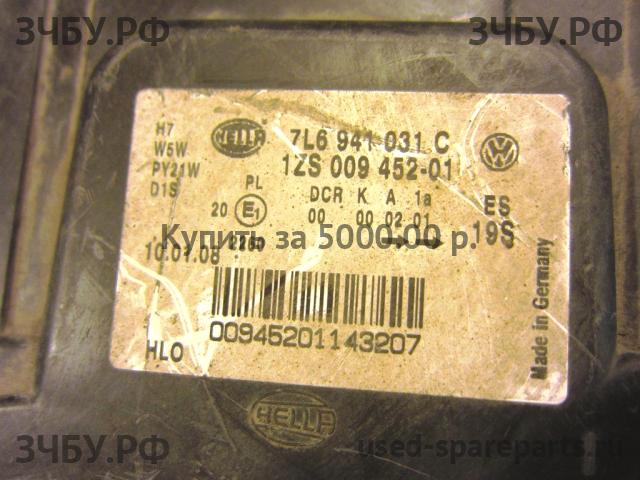 ЗЧБУ.РФ
ЗЧБУ.РФ
H7
W5W
PY21W
D1S
HELLA
7L6 941 031 C
1ZS 009 452-01
PL
20
E1
DCR K A 1a
00 00 02 01
2260
ES
19S
Купить за 5000.00 р.
10.01.08
Made in Germany
00945201143207
HLO
HELLA
ЗЧБУ.РФ
used-spareparts.ru